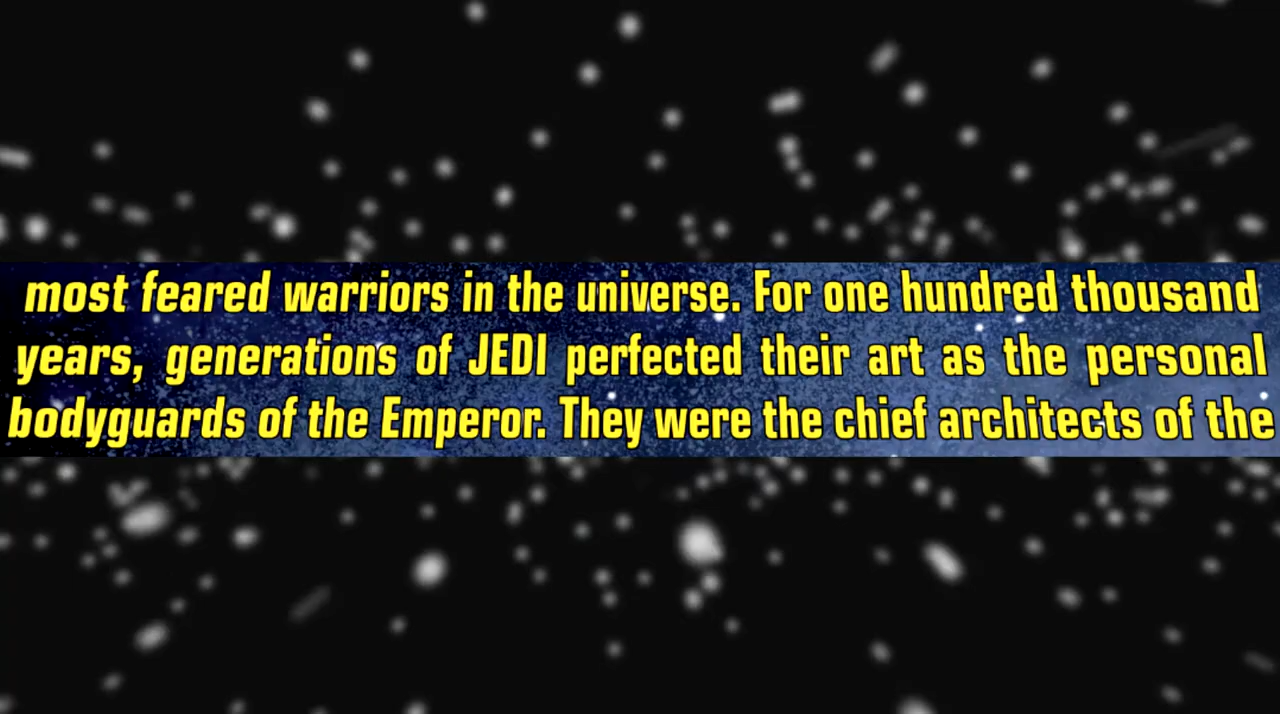 most feared warriors in the universe. For one hundred thousand
years, generations of JEDI perfected their art as the personal
bodyguards of the Emperor. They were the chief architects of the